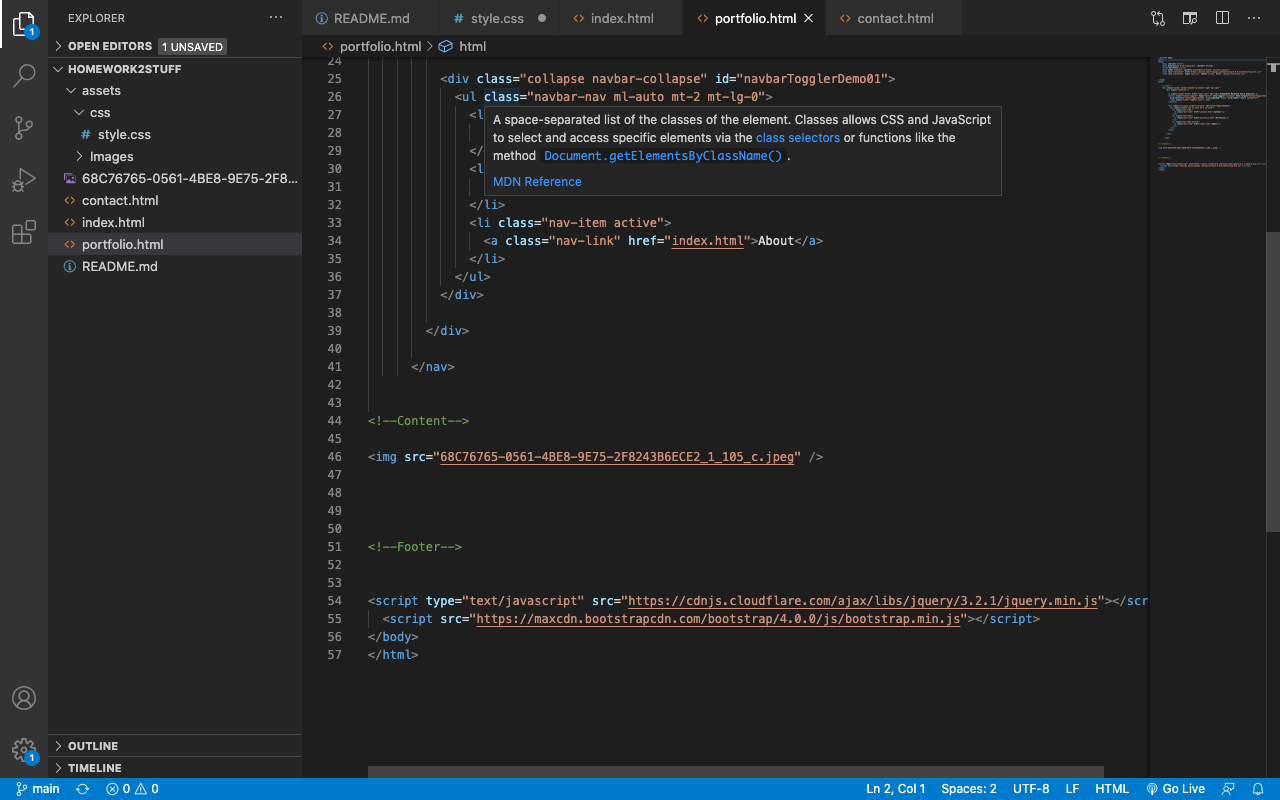 EXPLORER
README.md
# style.css
index.html
portfolio.html
contact.html
OPEN EDITORS 1 UNSAVED
portfolio.html > html
HOMEWORK2STUFF
assets
css
# style.css
Images
68C76765-0561-4BE8-9E75-2F8...
contact.html
index.html
portfolio.html
README.md
24
25 <div class="collapse navbar-collapse" id="navbarTogglerDemo01">
26 <ul class="navbar-nav ml-auto mt-2 mt-lg-0">
27 <l
28
29 </
30 <l
31
A space-separated list of the classes of the element. Classes allows CSS and JavaScript
to select and access specific elements via the class selectors or functions like the
method Document.getElementsByClassName() .
MDN Reference
32 </li>
33 <li class="nav-item active">
34 <a class="nav-link" href="index.html">About</a>
35 </li>
36 </ul>
37 </div>
38
39 </div>
40
41 </nav>
42
43
44 <!--Content-->
45
46 <img src="68C76765-0561-4BE8-9E75-2F8243B6ECE2_1_105_c.jpeg" />
47
48
49
50
51 <!--Footer-->
52
53
54 <script type="text/javascript" src="https://cdnjs.cloudflare.com/ajax/libs/jquery/3.2.1/jquery.min.js"></scr
55 <script src="https://maxcdn.bootstrapcdn.com/bootstrap/4.0.0/js/bootstrap.min.js"></script>
56 </body>
57 </html>
1
1
OUTLINE
TIMELINE
main 0 0 Ln 2, Col 1 Spaces: 2 UTF-8 LF HTML Go Live